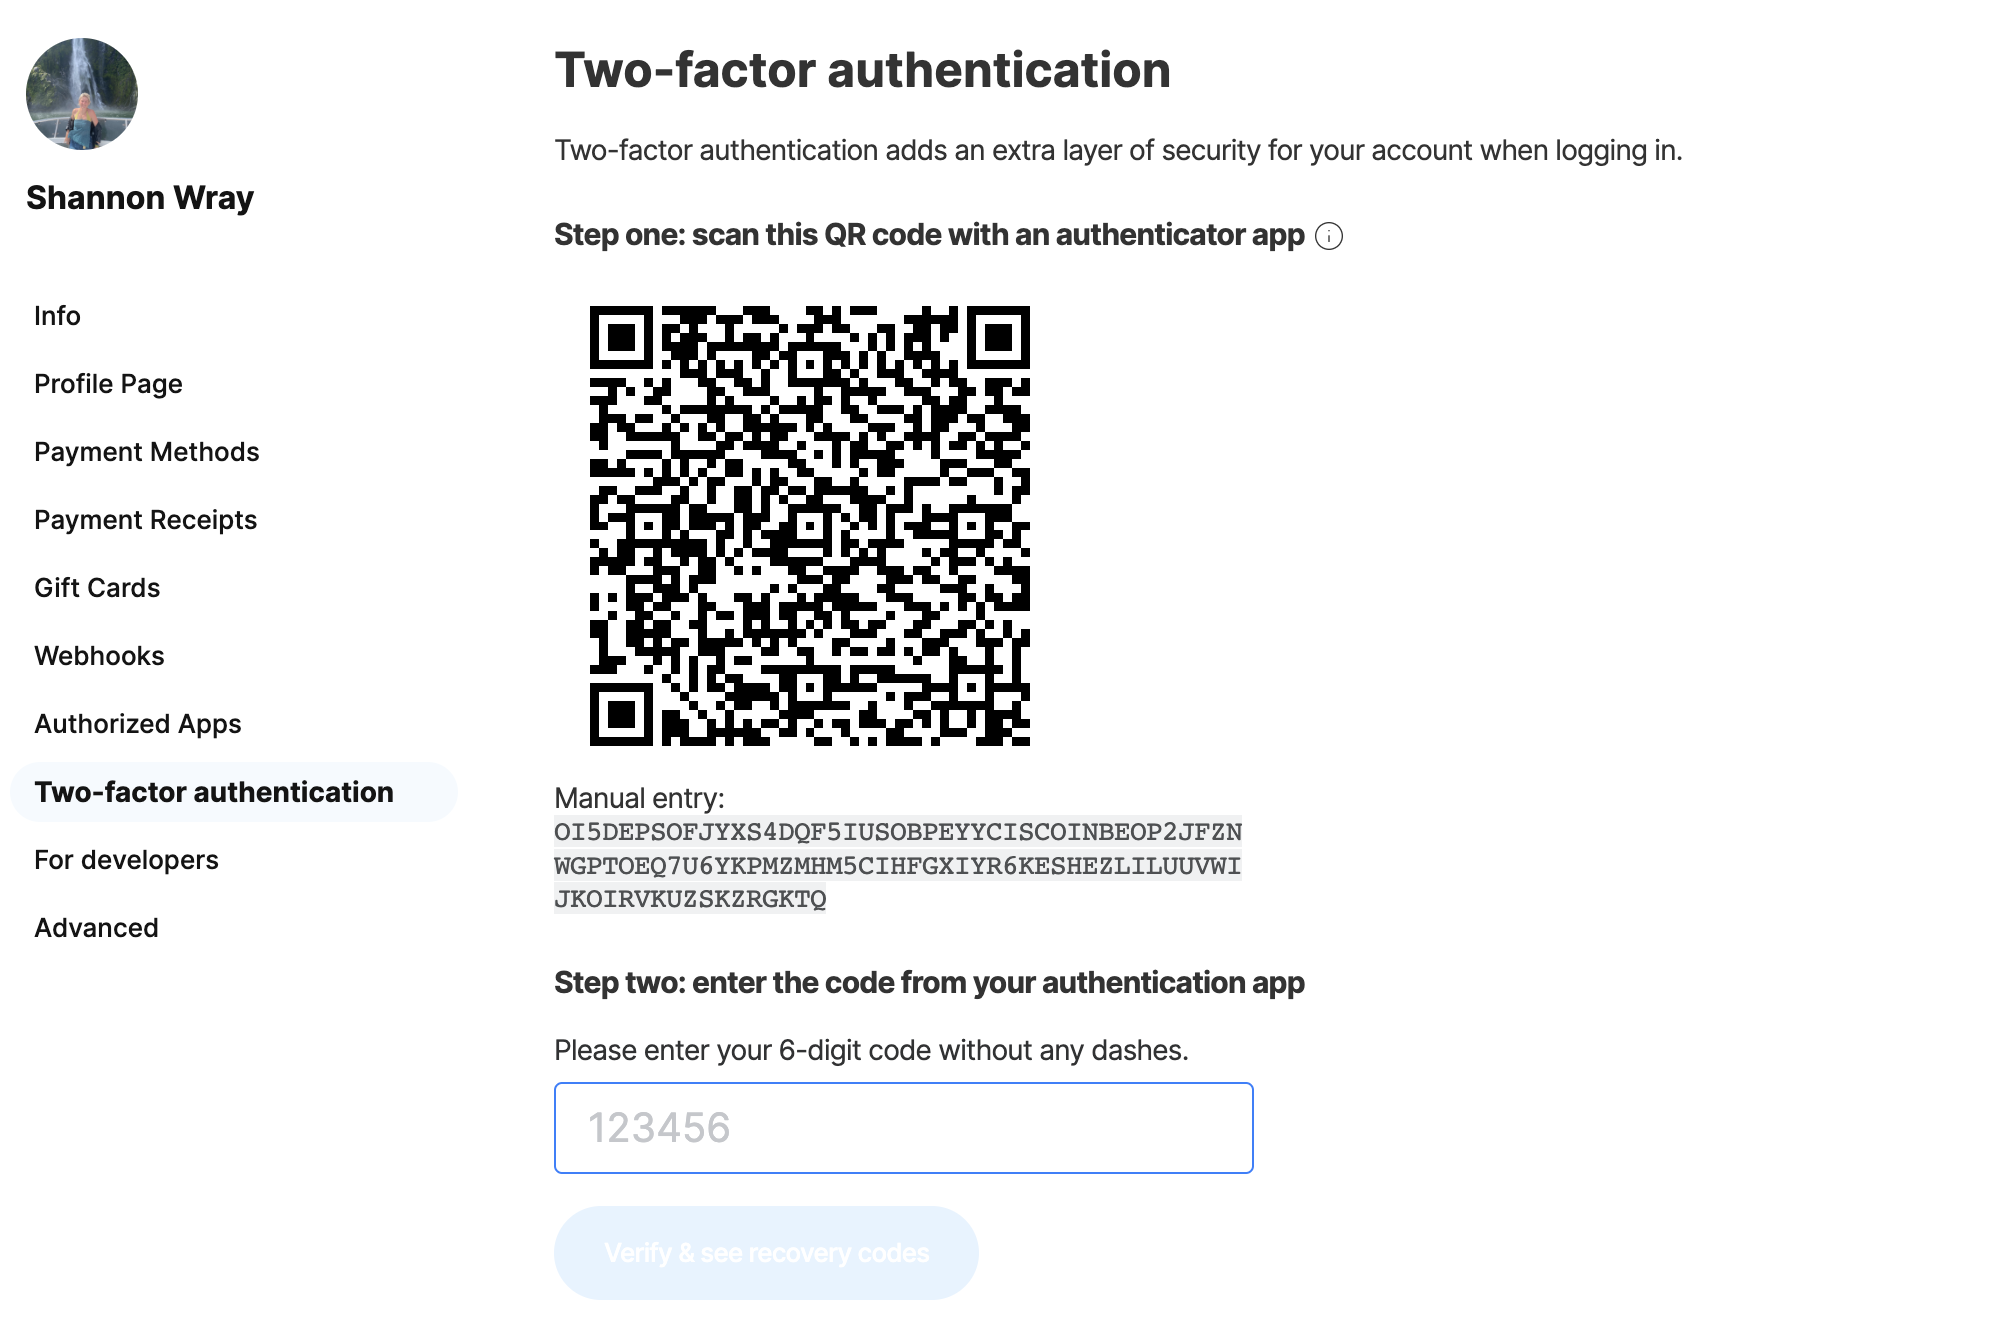 Shannon Wray
Info
Profile Page
Payment Methods
Payment Receipts
Gift Cards
Webhooks
Authorized Apps
Two-factor authentication
For developers
Advanced
Two-factor authentication
Two-factor authentication adds an extra layer of security for your account when logging in.
Step one: scan this QR code with an authenticator app
Manual entry:
OI5DEPSOFJYXS4DQF5IUSOBPEYYCISCOINBEOP2JFZN
WGPTOEQ7U6YKPMZMHM5CIHFGXIYR6KESHEZLILUUVWI
JKOIRVKUZSKZRGKTQ
Step two: enter the code from your authentication app
Please enter your 6-digit code without any dashes.
123456
Verify & see recovery codes